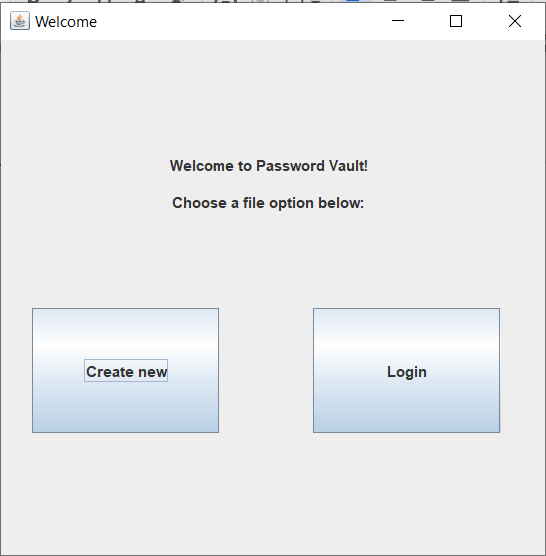 Welcome
Welcome to Password Vault!
Choose a file option below:
Create new
Login